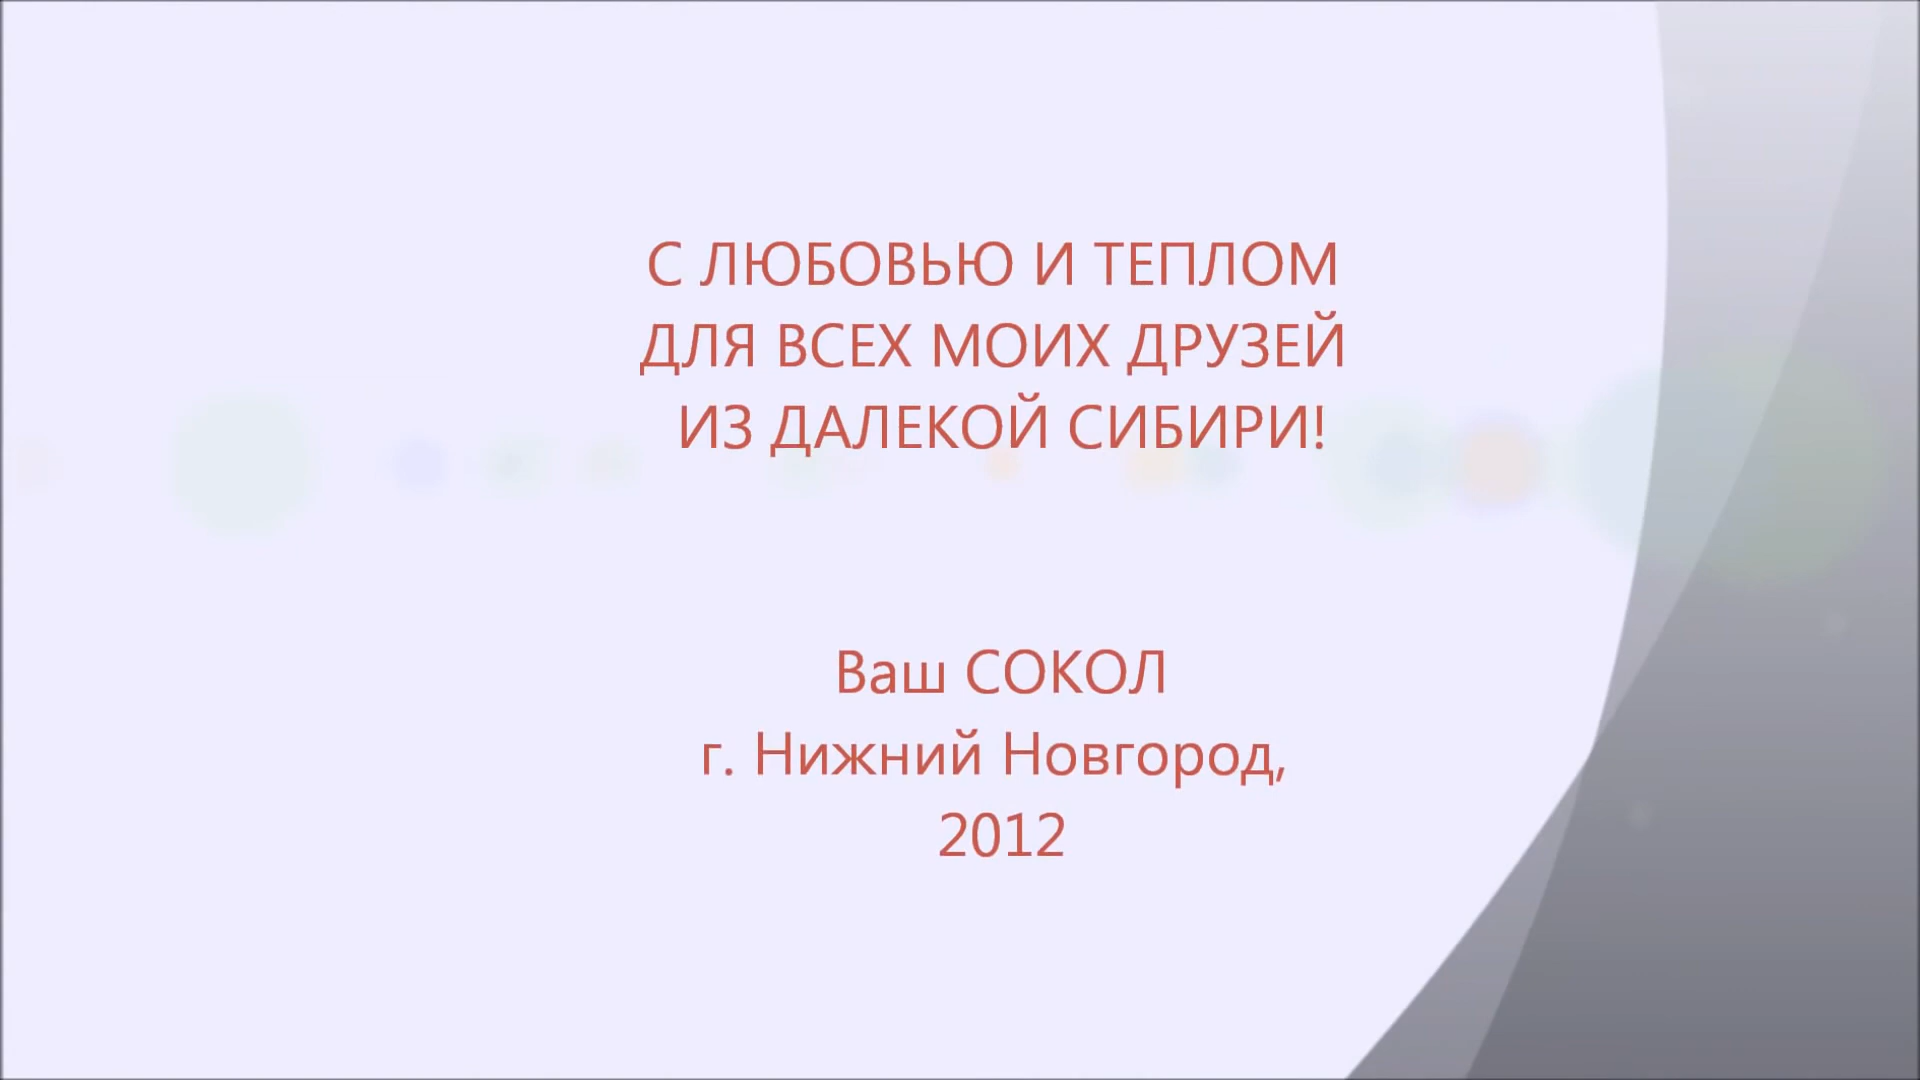 С ЛЮБОВЬЮ И ТЕПЛОМ
ДЛЯ ВСЕХ МОИХ ДРУЗЕЙ
ИЗ ДАЛЕКОЙ СИБИРИ!
Ваш СОКОЛ
г. Нижний Новгород,
2012